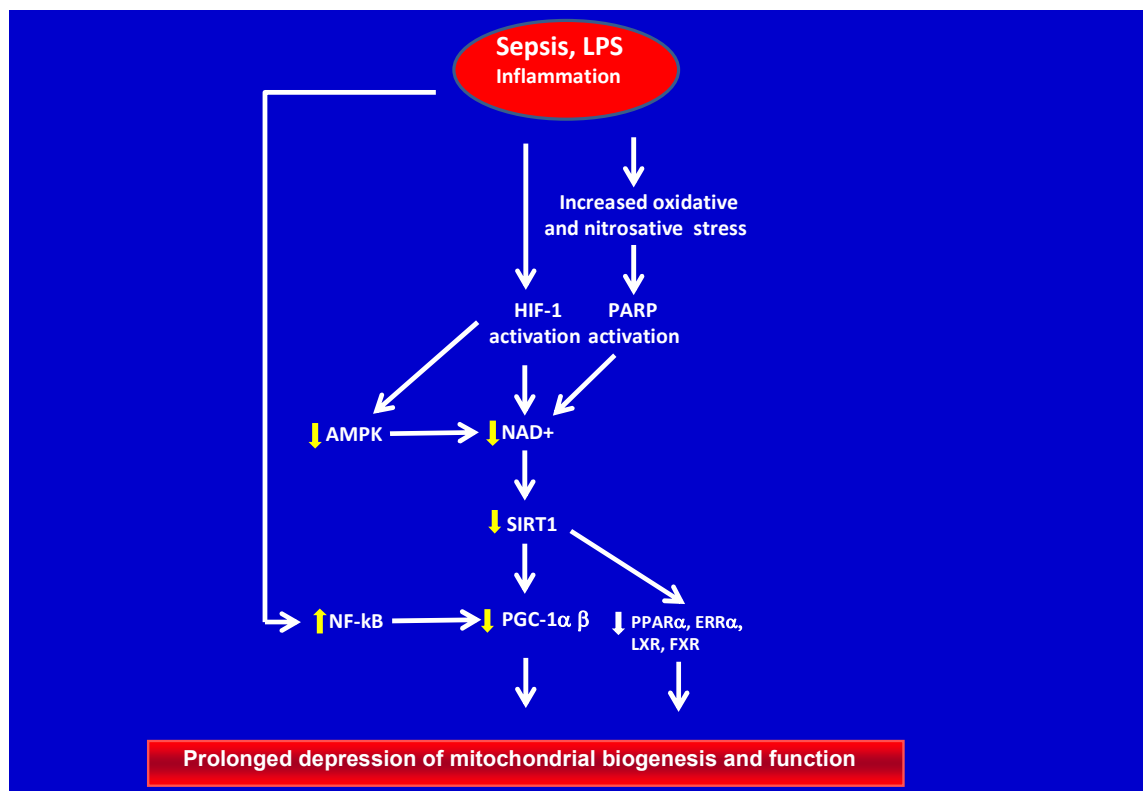 Sepsis, LPS
Inflammation
Increased oxidative
and nitrosative stress
HIF-1
activation
PARP
activation
AMPK
NAD+
SIRT1
NF-kB
PGC-1α β
PPARα, ERRα,
LXR, FXR
Prolonged depression of mitochondrial biogenesis and function